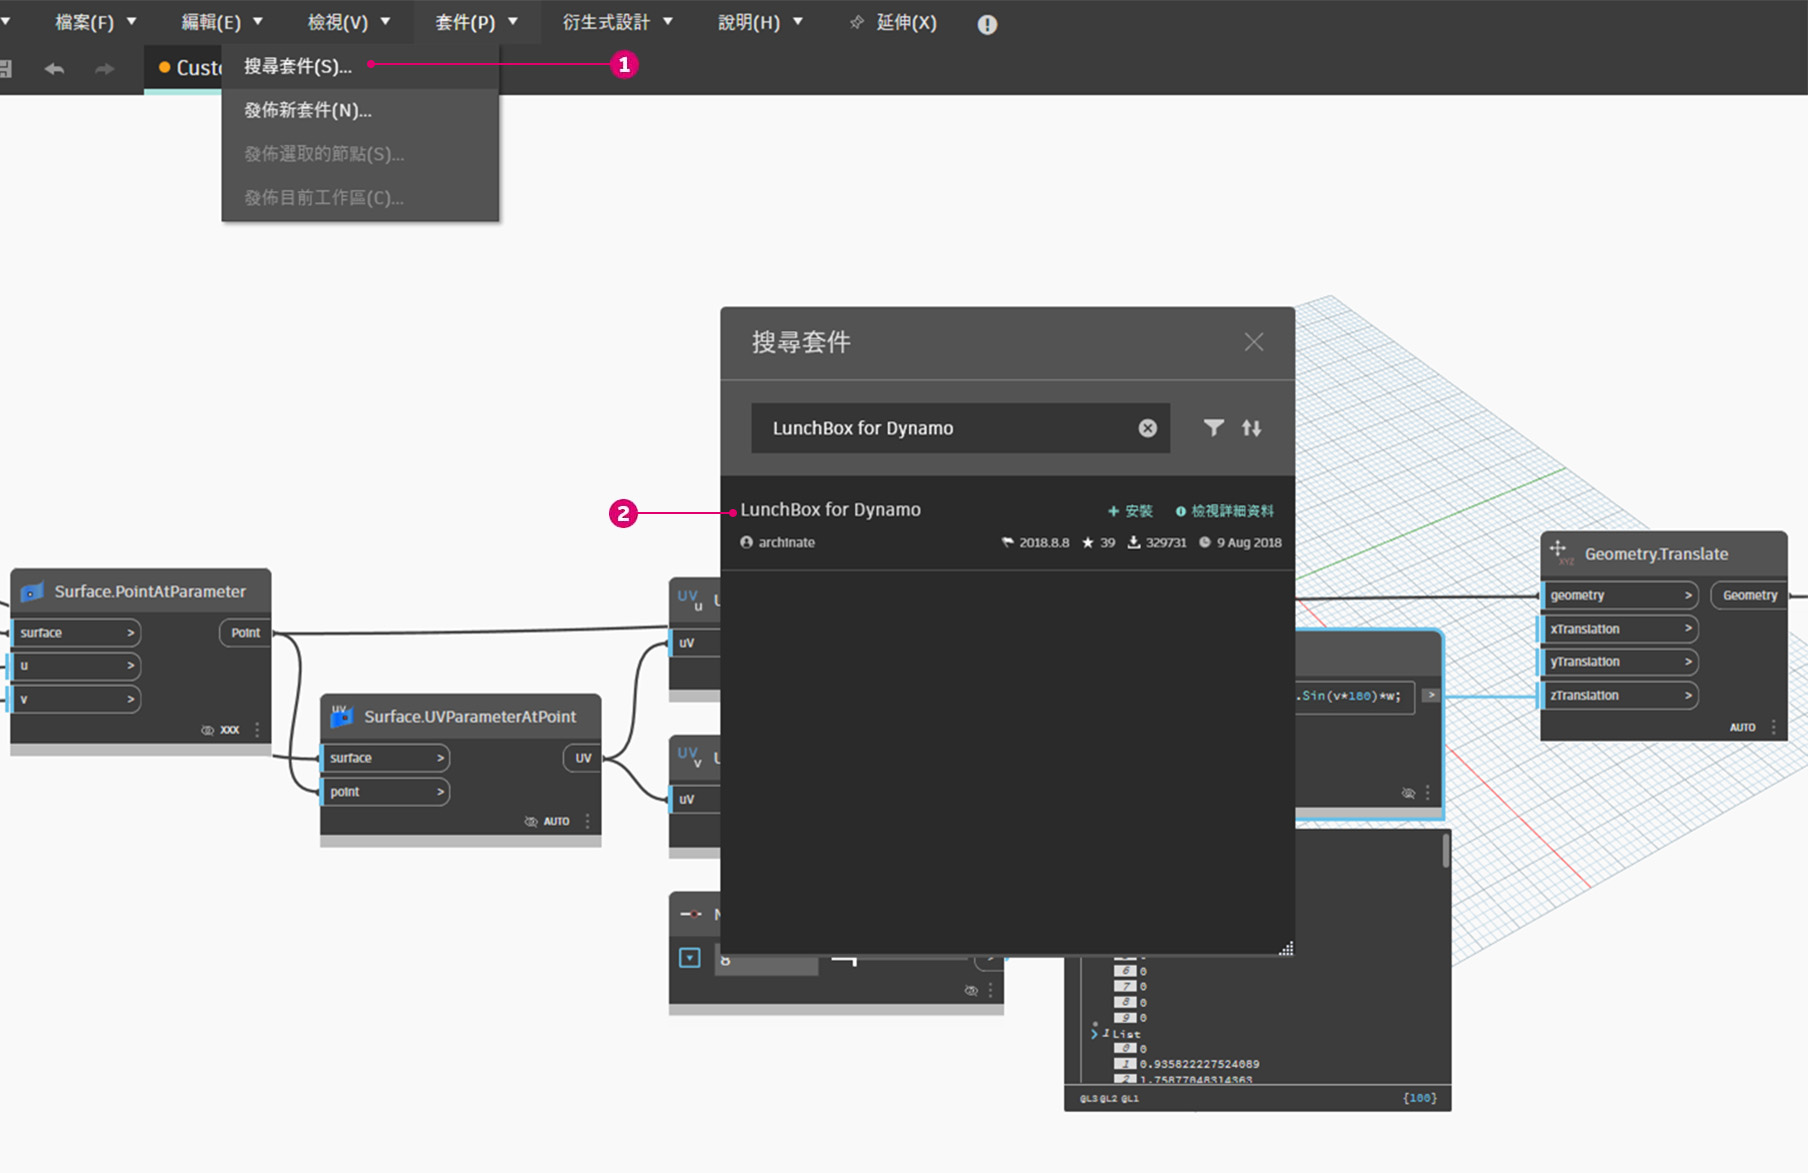 檔案(F) 編輯(E) 檢視(V) 套件(P) 衍生式設計 說明(H) 延伸(X)
Custo
搜尋套件(S)... 1
發佈新套件(N)...
發佈選取的節點(S)...
發佈目前工作區(C)...
搜尋套件
LunchBox for Dynamo
2 LunchBox for Dynamo + 安裝 檢視詳細資料
archinate 2018.8.8 39 329731 9 Aug 2018
Surface.PointAtParameter
surface > Point
u >
v >
XXX
UV Surface.UVParameterAtPoint
surface > UV
point >
AUTO
UV u U
uV
UV v U
uV
N
8 >
.Sin(v*180)*w; >
XYZ Geometry.Translate
geometry > Geometry
xTranslation >
yTranslation >
zTranslation >
AUTO
6 0
7 0
8 0
9 0
1 List
0 0
1 0.935822227524089
2 1.75877048314363
@L3 @L2 @L1 {100}